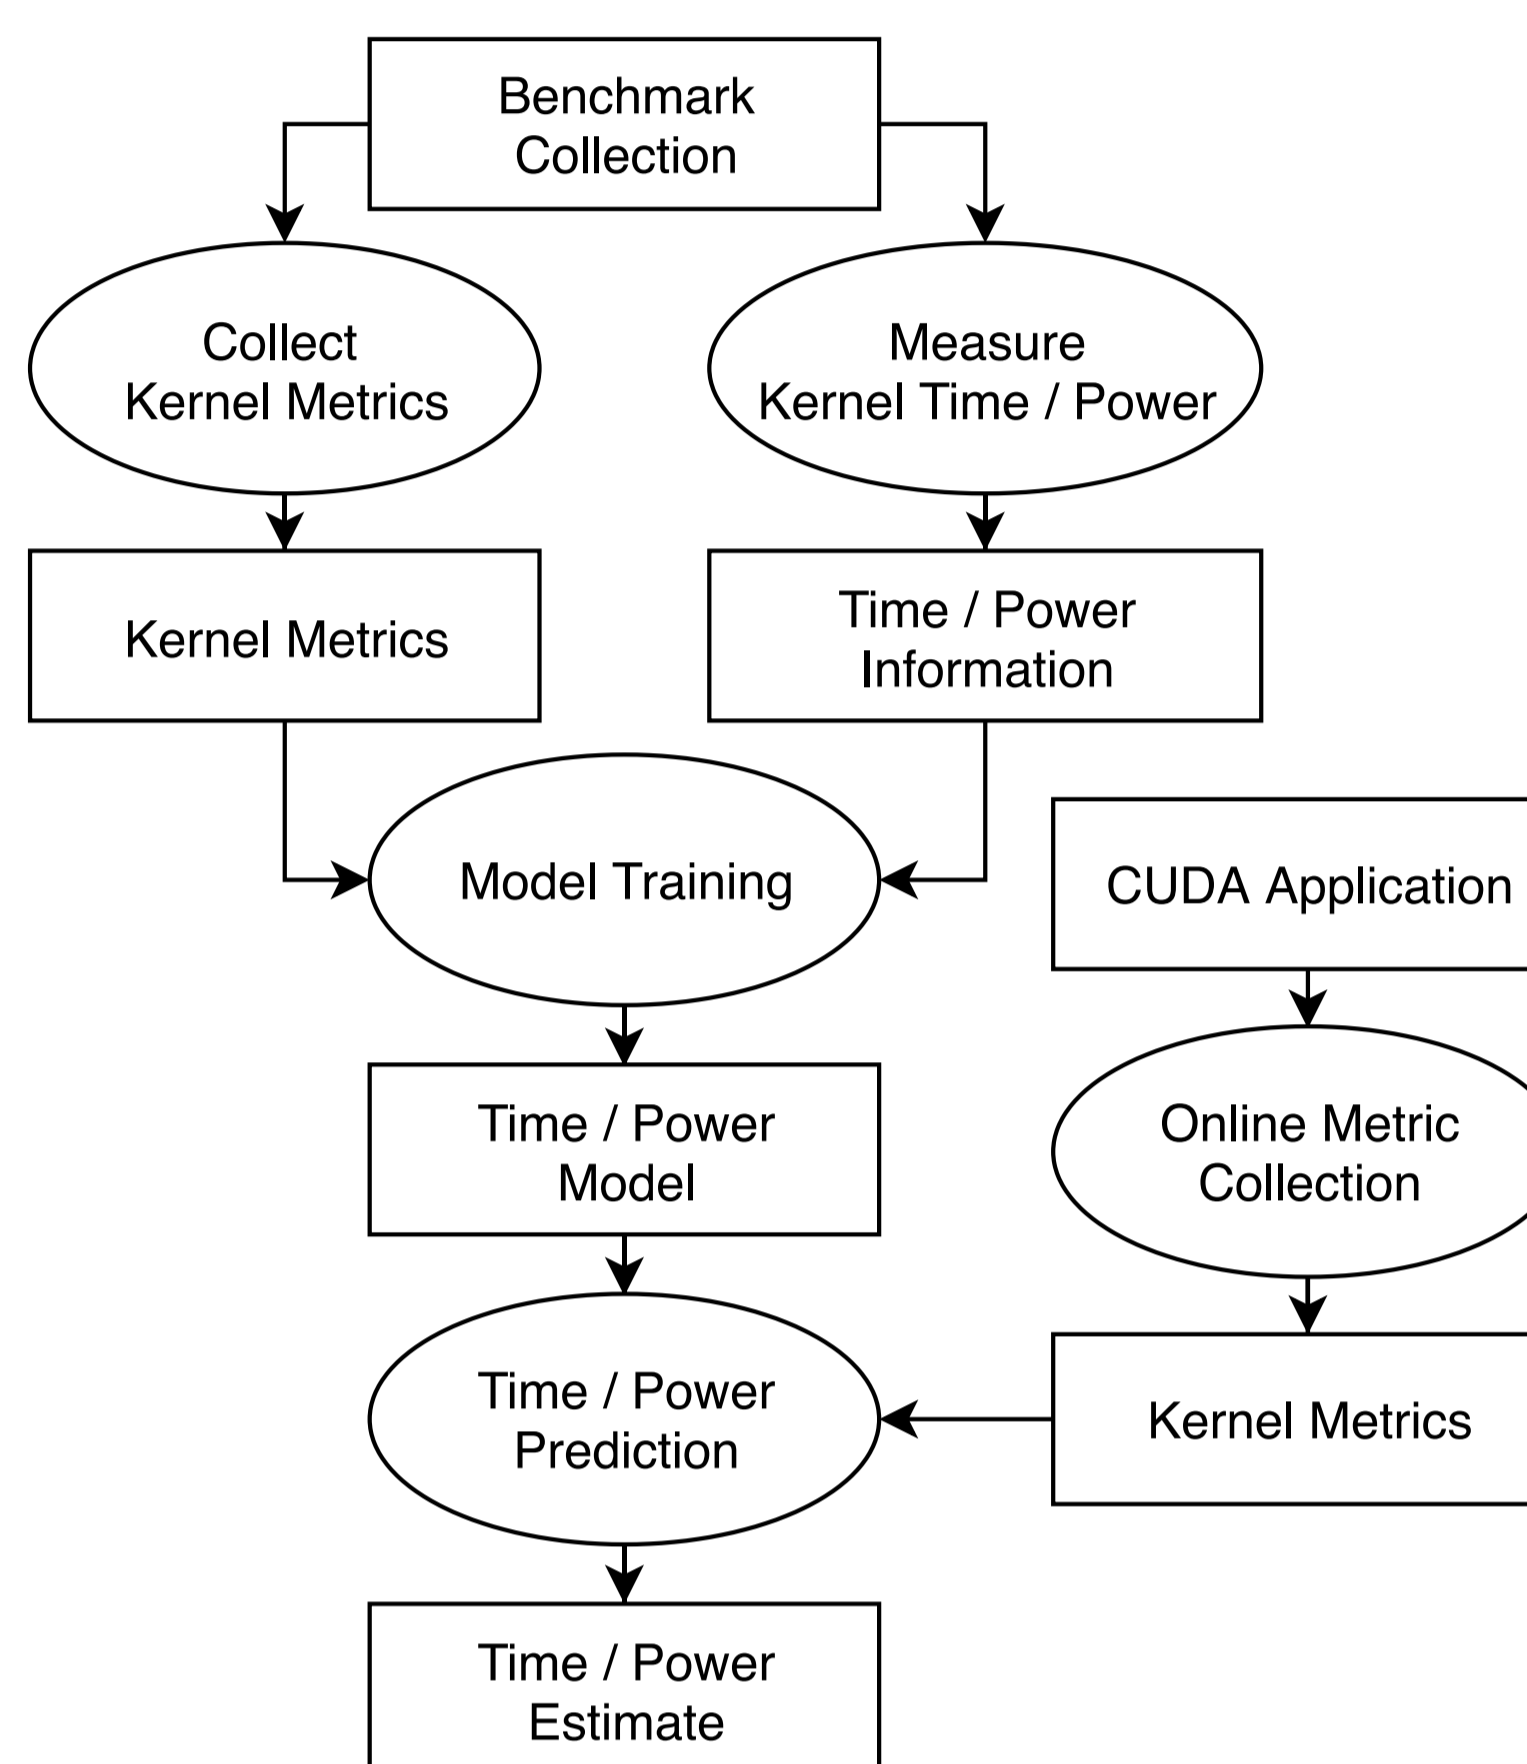 Benchmark
Collection
Collect
Kernel Metrics
Measure
Kernel Time / Power
Kernel Metrics
Time / Power
Information
Model Training
CUDA Application
Time / Power
Model
Online Metric
Collection
Time / Power
Prediction
Kernel Metrics
Time / Power
Estimate